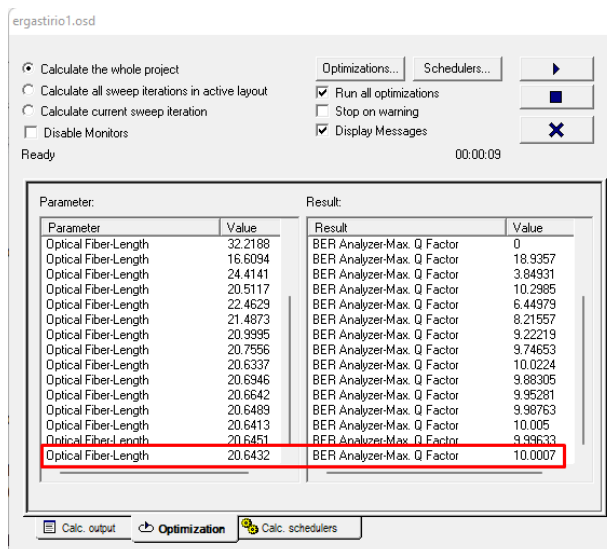 ergastirio1.osd
Calculate the whole project
Optimizations... Schedulers...
Calculate all sweep iterations in active layout
Run all optimizations
Calculate current sweep iteration
Stop on warning
Disable Monitors
Display Messages
Ready 00:00:09
Parameter: Result:
Parameter Value Result Value
Optical Fiber-Length 32.2188 BER Analyzer-Max. Q Factor 0
Optical Fiber-Length 16.6094 BER Analyzer-Max. Q Factor 18.9357
Optical Fiber-Length 24.4141 BER Analyzer-Max. Q Factor 3.84931
Optical Fiber-Length 20.5117 BER Analyzer-Max. Q Factor 10.2985
Optical Fiber-Length 22.4629 BER Analyzer-Max. Q Factor 6.44979
Optical Fiber-Length 21.4873 BER Analyzer-Max. Q Factor 8.21557
Optical Fiber-Length 20.9995 BER Analyzer-Max. Q Factor 9.22219
Optical Fiber-Length 20.7556 BER Analyzer-Max. Q Factor 9.74653
Optical Fiber-Length 20.6337 BER Analyzer-Max. Q Factor 10.0224
Optical Fiber-Length 20.6946 BER Analyzer-Max. Q Factor 9.88305
Optical Fiber-Length 20.6642 BER Analyzer-Max. Q Factor 9.95281
Optical Fiber-Length 20.6489 BER Analyzer-Max. Q Factor 9.98763
Optical Fiber-Length 20.6413 BER Analyzer-Max. Q Factor 10.005
Optical Fiber-Length 20.6451 BER Analyzer-Max. Q Factor 9.99633
Optical Fiber-Length 20.6432 BER Analyzer-Max. Q Factor 10.0007
Calc. output Optimization Calc. schedulers